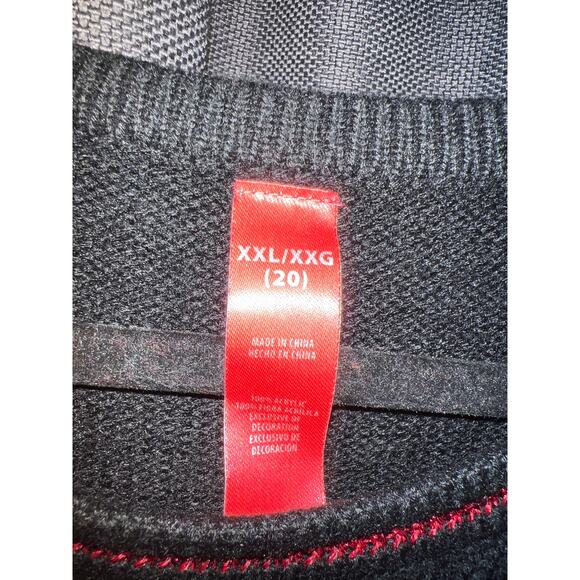 XXL/XXG
(20)
MADE IN CHINA
HECHO EN CHINA
100% ACRYLIC
100% FIBRA ACRILICA
EXCLUSIVE OF
DECORATION
EXCLUSIVO DE
DECORACIÓN